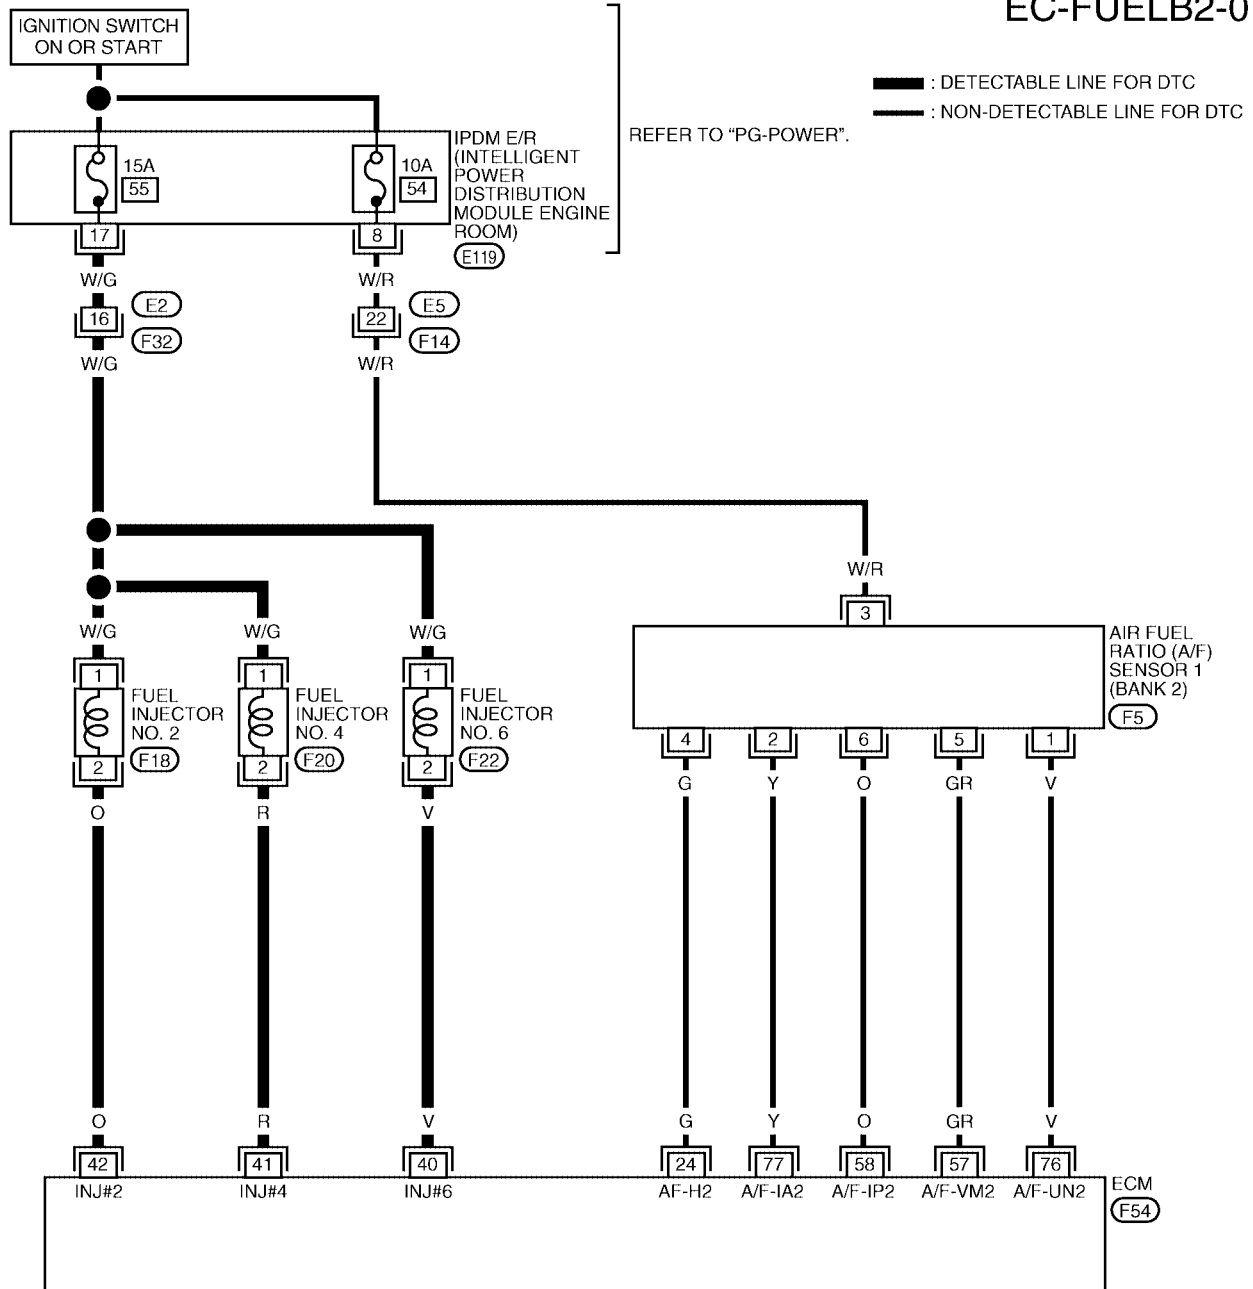 EC-FUELB2-0
IGNITION SWITCH
ON OR START
: DETECTABLE LINE FOR DTC
: NON-DETECTABLE LINE FOR DTC
REFER TO “PG-POWER”.
15A
55
10A
54
IPDM E/R
(INTELLIGENT
POWER
DISTRIBUTION
MODULE ENGINE
ROOM)
E119
17
8
W/G
W/R
16
E2
F32
22
E5
F14
W/G
W/R
W/R
3
W/G
W/G
W/G
1
1
1
FUEL
INJECTOR
NO. 2
F18
FUEL
INJECTOR
NO. 4
F20
FUEL
INJECTOR
NO. 6
F22
AIR FUEL
RATIO (A/F)
SENSOR 1
(BANK 2)
F5
2
2
2
4
2
6
5
1
O
R
V
G
Y
O
GR
V
O
R
V
G
Y
O
GR
V
42
41
40
24
77
58
57
76
INJ#2
INJ#4
INJ#6
AF-H2
A/F-IA2
A/F-IP2
A/F-VM2
A/F-UN2
ECM
F54